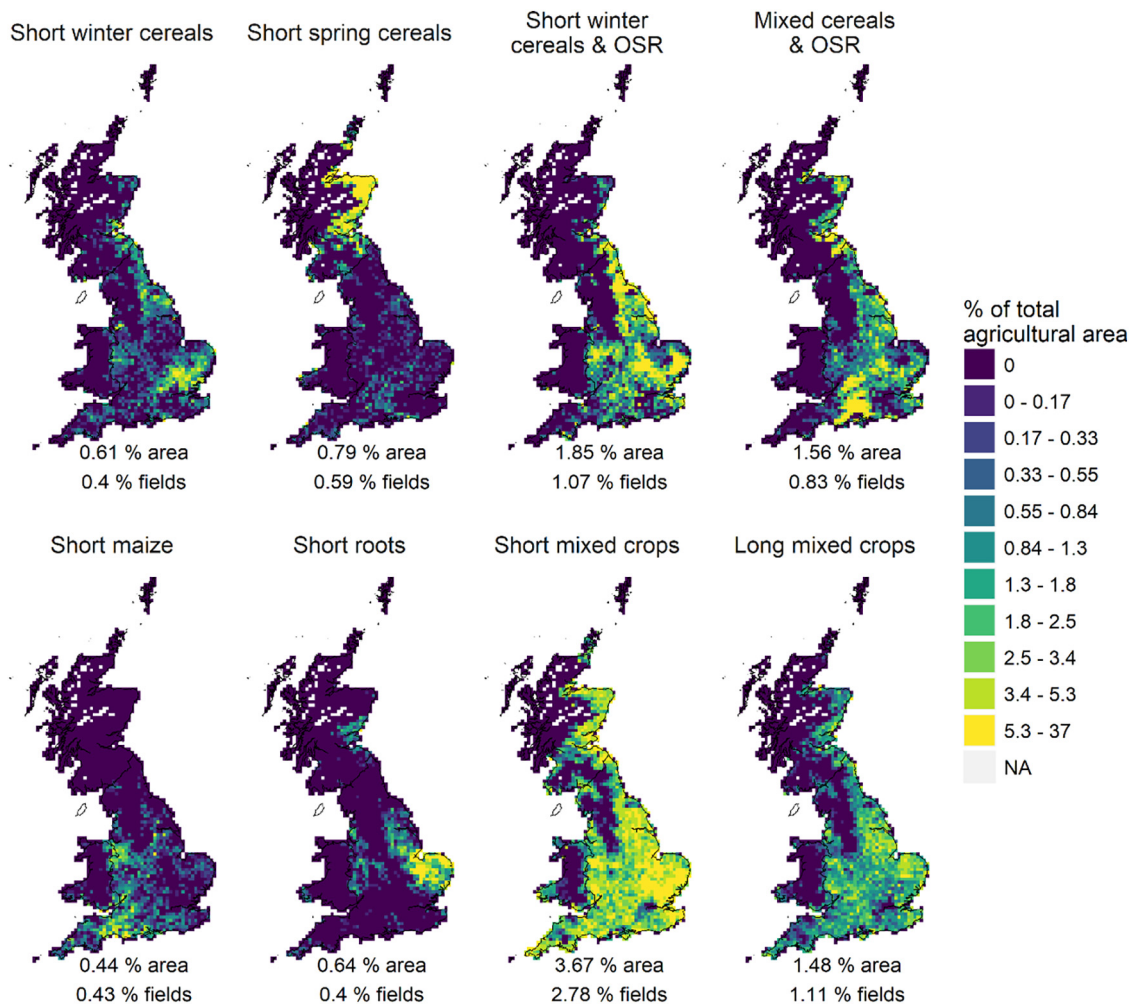 Short winter cereals
Short spring cereals
Short winter
cereals & OSR
Mixed cereals
& OSR
0.61 % area
0.4 % fields
0.79 % area
0.59 % fields
1.85 % area
1.07 % fields
1.56 % area
0.83 % fields
Short maize
Short roots
Short mixed crops
Long mixed crops
0.44 % area
0.43 % fields
0.64 % area
0.4 % fields
3.67 % area
2.78 % fields
1.48 % area
1.11 % fields
% of total
agricultural area
0
0 - 0.17
0.17 - 0.33
0.33 - 0.55
0.55 - 0.84
0.84 - 1.3
1.3 - 1.8
1.8 - 2.5
2.5 - 3.4
3.4 - 5.3
5.3 - 37
NA